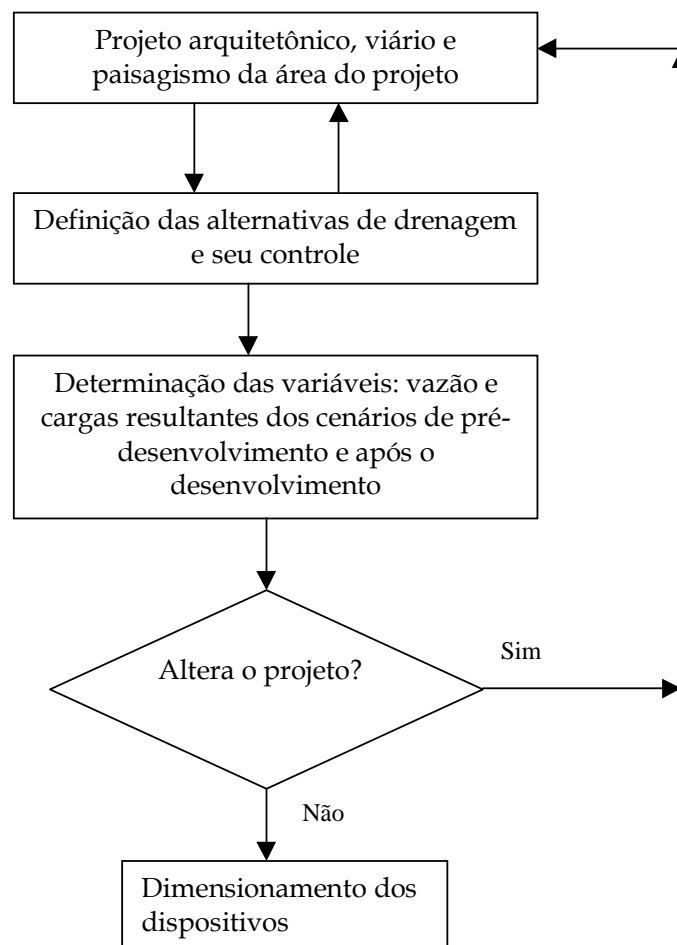 Projeto arquitetônico, viário e
paisagismo da área do projeto
Definição das alternativas de drenagem
e seu controle
Determinação das variáveis: vazão e
cargas resultantes dos cenários de pré-
desenvolvimento e após o
desenvolvimento
Altera o projeto?
Sim
Não
Dimensionamento dos
dispositivos